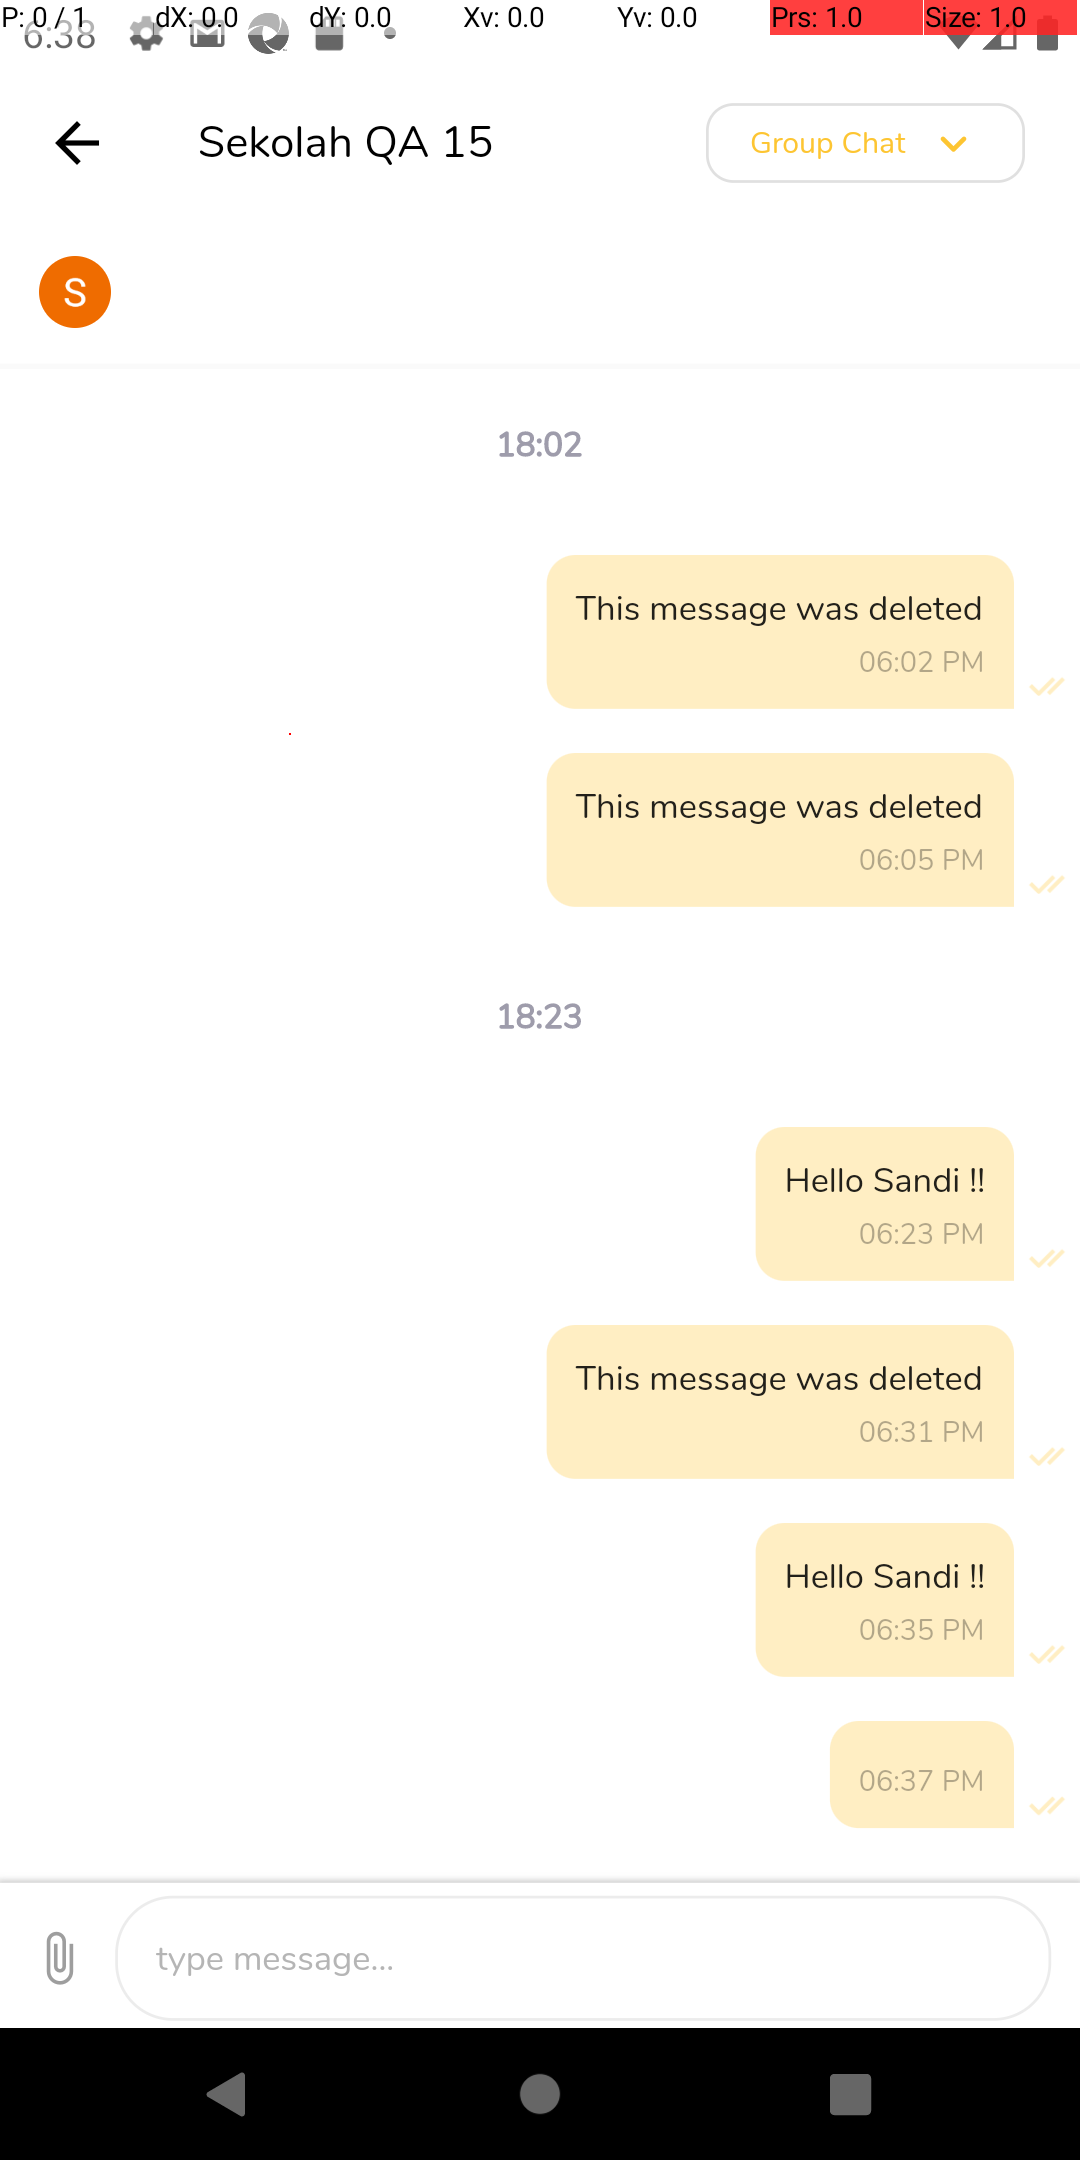 P: 0 / 1 dX: 0.0 dY: 0.0 Xv: 0.0 Yv: 0.0 Prs: 1.0 Size: 1.0
6:38
Sekolah QA 15
Group Chat
S
18:02
This message was deleted
06:02 PM
This message was deleted
06:05 PM
18:23
Hello Sandi !!
06:23 PM
This message was deleted
06:31 PM
Hello Sandi !!
06:35 PM
06:37 PM
type message...